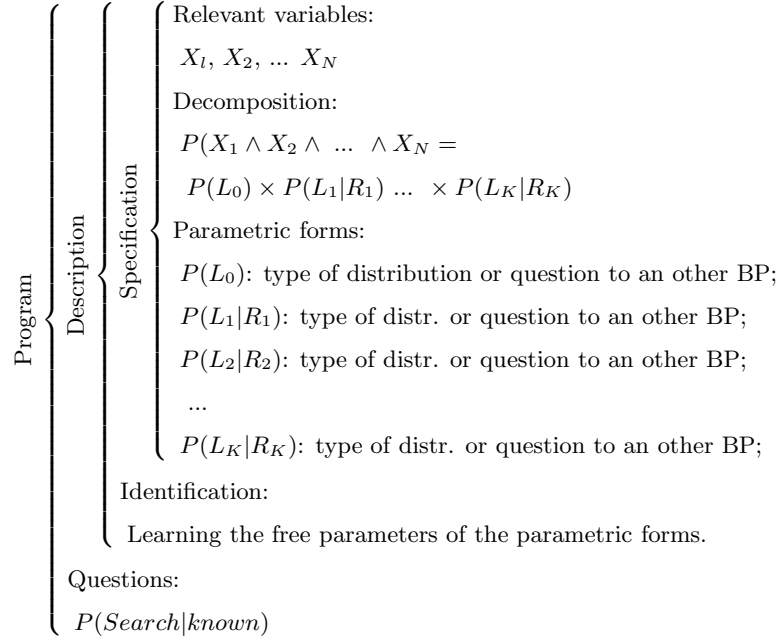 Program
Description
Specification
Relevant variables:
X_l, X_2, ... X_N
Decomposition:
P(X_1 ∧ X_2 ∧ ... ∧ X_N =
P(L_0) × P(L_1|R_1) ... × P(L_K|R_K)
Parametric forms:
P(L_0): type of distribution or question to an other BP;
P(L_1|R_1): type of distr. or question to an other BP;
P(L_2|R_2): type of distr. or question to an other BP;
...
P(L_K|R_K): type of distr. or question to an other BP;
Identification:
Learning the free parameters of the parametric forms.
Questions:
P(Search|known)